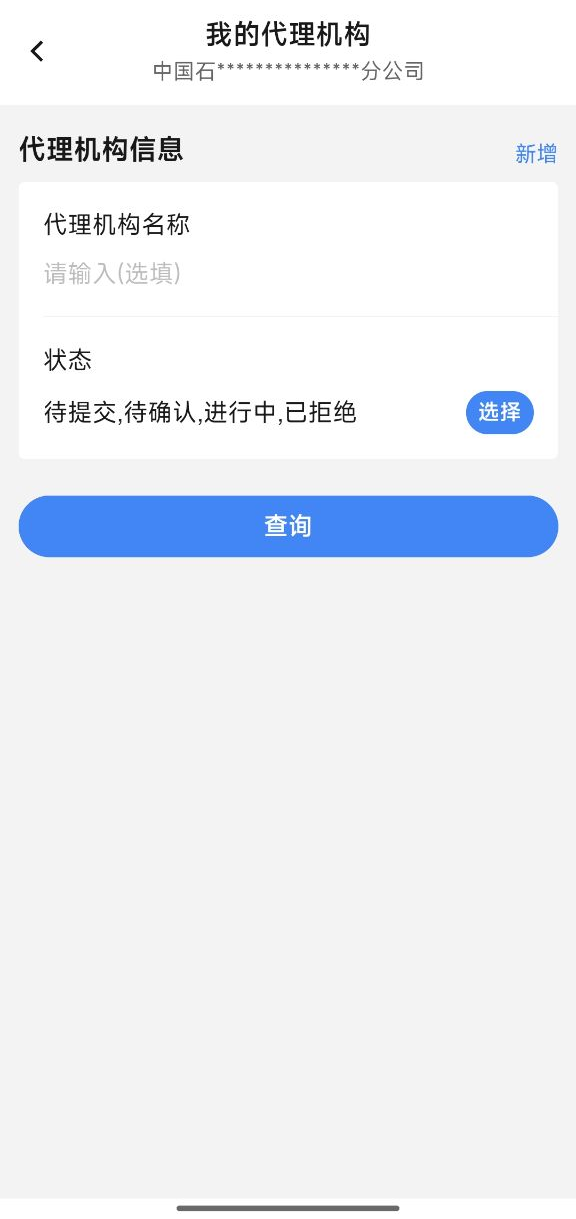 我的代理机构
中国石***************分公司
代理机构信息
新增
代理机构名称
请输入(选填)
状态
待提交,待确认,进行中,已拒绝
选择
查询